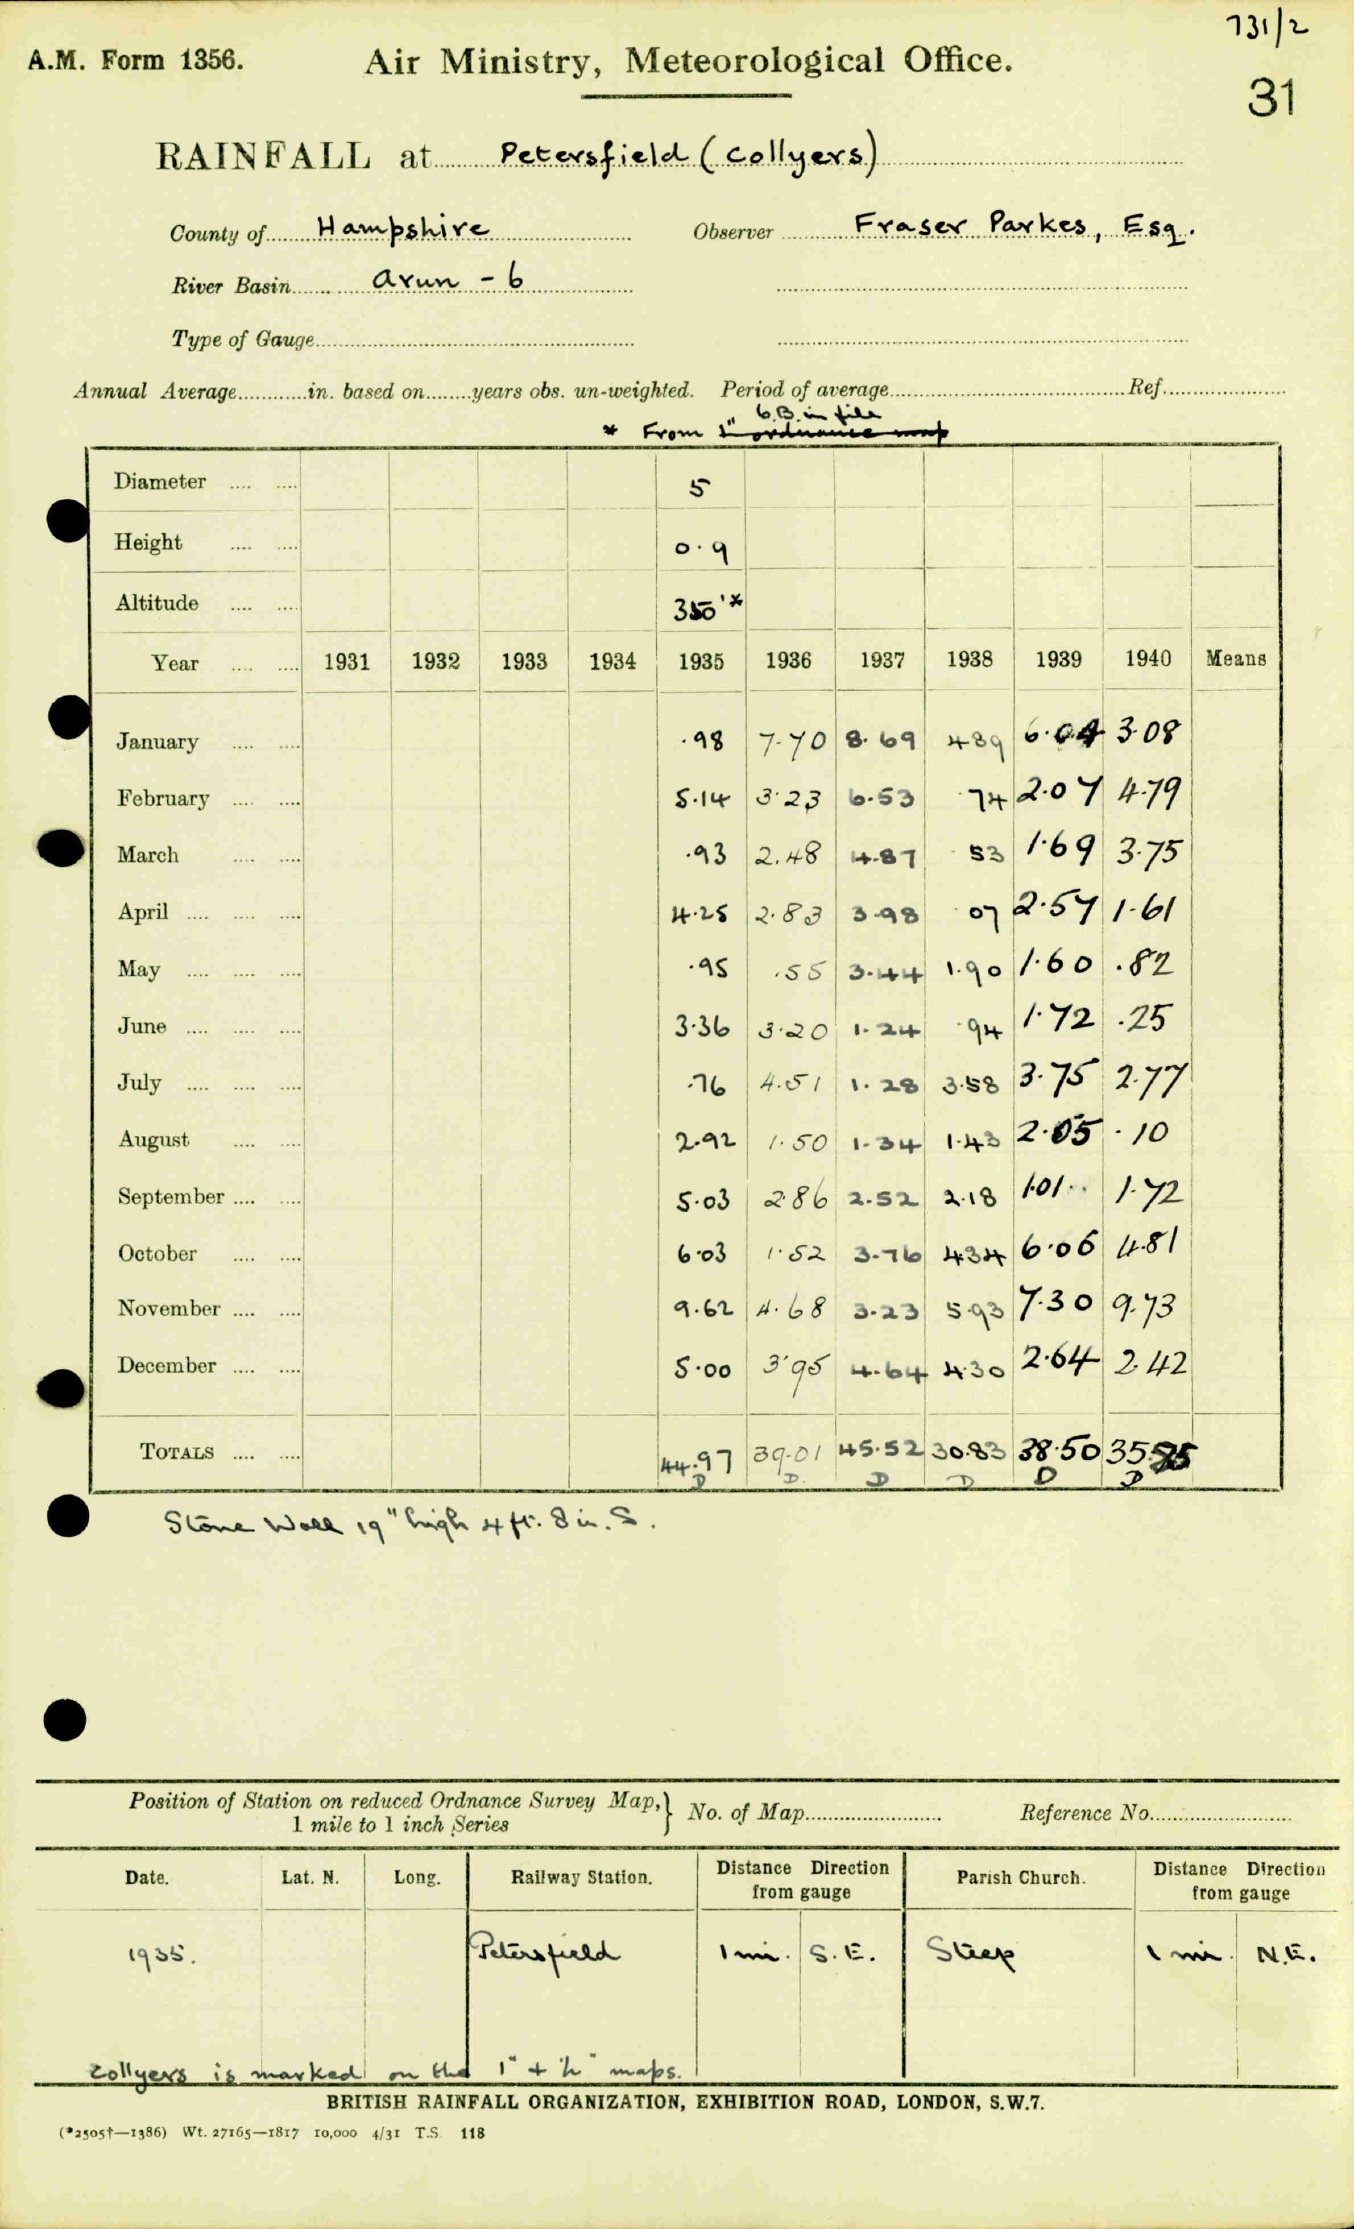 731/2
A.M. Form 1356. Air Ministry, Meteorological Office.
31
RAINFALL at Petersfield (Collyers)
County of Hampshire Observer Fraser Parkes, Esq.
River Basin Arun - 6
Type of Gauge
Annual Average in. based on years obs. un-weighted. Period of average Ref.
6.B. in file
* From 1" ordnance map
Diameter 5
Height 0.9
Altitude 350'*
Year 1931 1932 1933 1934 1935 1936 1937 1938 1939 1940 Means
January .98 7.70 8.69 4.89 6.04 3.08
February 5.14 3.23 6.53 .74 2.07 4.79
March .93 2.48 4.87 .53 1.69 3.75
April 4.25 2.83 3.98 .07 2.57 1.61
May .95 .55 3.44 1.90 1.60 .82
June 3.36 3.20 1.24 .94 1.72 .25
July .76 4.51 1.28 3.58 3.75 2.77
August 2.92 1.50 1.34 1.43 2.05 .10
September 5.03 2.86 2.52 2.18 1.01 1.72
October 6.03 1.52 3.76 4.34 6.06 4.81
November 9.62 4.68 3.23 5.93 7.30 9.73
December 5.00 3.95 4.64 4.30 2.64 2.42
TOTALS 44.97 39.01 45.52 30.83 38.50 35.85
D D D D D D
Stone Wall 19" high 4 ft. 8 in. S.
Position of Station on reduced Ordnance Survey Map,} No. of Map Reference No.
1 mile to 1 inch Series
Date. Lat. N. Long. Railway Station. Distance Direction from gauge Parish Church. Distance Direction from gauge
1935. Petersfield 1 mi. S.E. Steep 1 mi. N.E.
Collyers is marked on the 1" + ½" maps.
BRITISH RAINFALL ORGANIZATION, EXHIBITION ROAD, LONDON, S.W.7.
(*2505†—1386) Wt. 27165—1817 10,000 4/31 T.S. 118